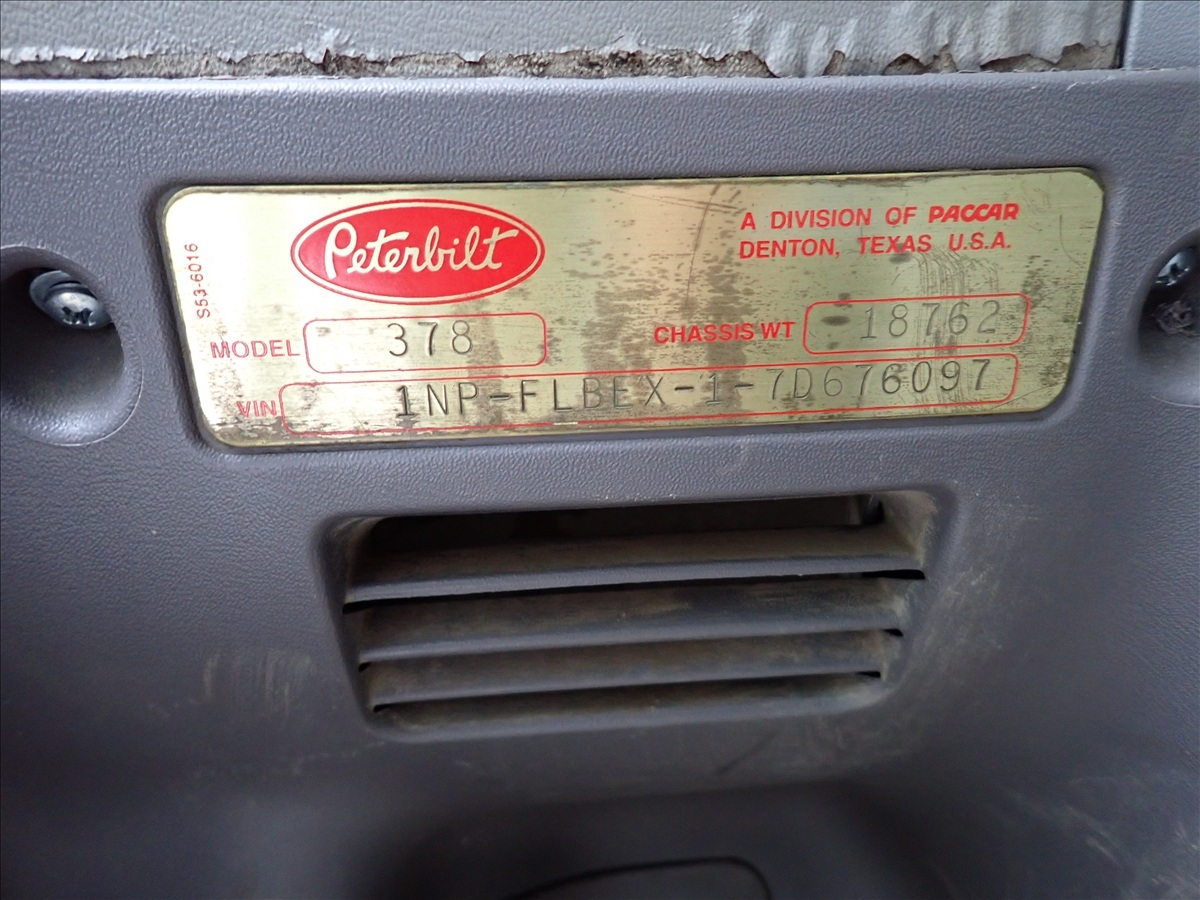 Peterbilt
A DIVISION OF PACCAR
DENTON, TEXAS U.S.A.
S53-6016
MODEL 378
CHASSIS WT 18762
VIN 1NP-FLBEX-1-7D676097